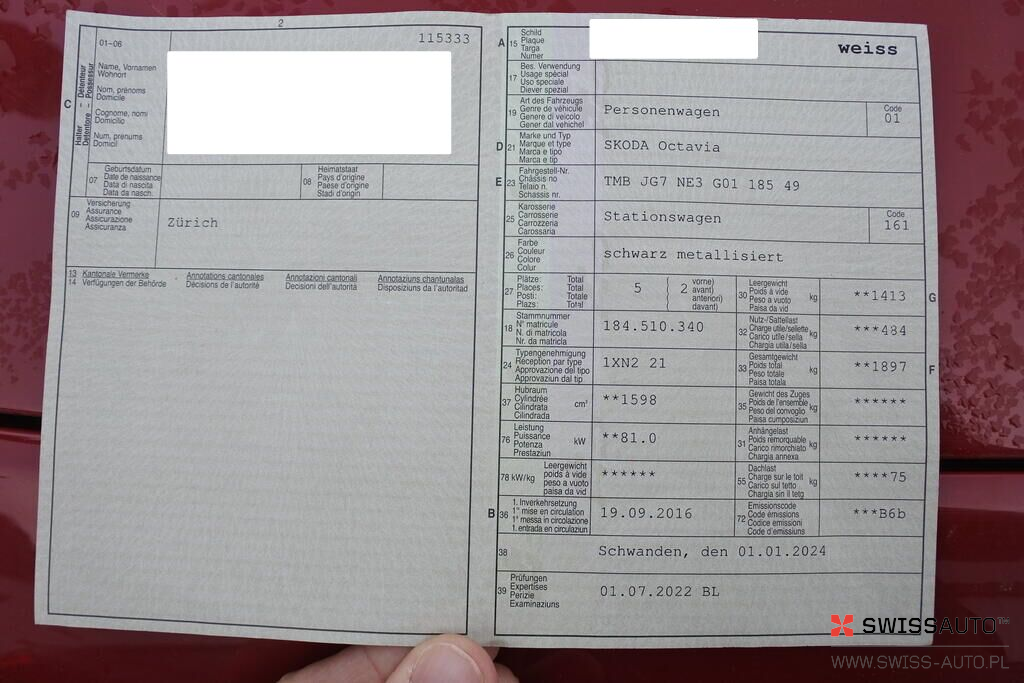 2
115333
01-06
Name, Vornamen
Wohnort
Nom, prénoms
Domicile
Cognome, nomi
Domicilio
Num, prenums
Domicil
C
Halter – Détenteur
Detentore – Possessur
07
Geburtsdatum
Date de naissance
Data di nascita
Data da nasch.
08
Heimatstaat
Pays d'origine
Paese d'origine
Stadi d'origin
09
Versicherung
Assurance
Assicurazione
Assicuranza
Zürich
13 Kantonale Vermerke Annotations cantonales Annotazioni cantonali Annotaziuns chantunalas
14 Verfügungen der Behörde Décisions de l'autorité Decisioni dell'autorità Disposiziuns da l'autoritad
A 15
Schild
Plaque
Targa
Numer
weiss
17
Bes. Verwendung
Usage spécial
Uso speciale
Diever spezial
19
Art des Fahrzeugs
Genre de véhicule
Genere di veicolo
Gener dal vehichel
Personenwagen
Code
01
D 21
Marke und Typ
Marque et type
Marca e tipo
Marca e tip
SKODA Octavia
E 23
Fahrgestell-Nr.
Châssis no
Telaio n.
Schassis nr.
TMB JG7 NE3 G01 185 49
25
Karosserie
Carrosserie
Carrozzeria
Carossaria
Stationswagen
Code
161
26
Farbe
Couleur
Colore
Colur
schwarz metallisiert
27
Plätze: Total
Places: Total
Posti: Totale
Plazs: Total
5
2
vorne)
avant)
anteriori)
davant)
30
Leergewicht
Poids à vide
Peso a vuoto
Paisa da vid
kg
**1413
G
18
Stammnummer
N° matricule
N. di matricola
Nr. da matricla
184.510.340
32
Nutz-/Sattellast
Charge utile/sellette
Carico utile/sella
Chargia utila/sella
kg
***484
24
Typengenehmigung
Réception par type
Approvazione del tipo
Approvaziun dal tip
1XN2 21
33
Gesamtgewicht
Poids total
Peso totale
Paisa totala
kg
**1897
F
37
Hubraum
Cylindrée
Cilindrata
Cilindrada
cm³
**1598
35
Gewicht des Zuges
Poids de l'ensemble
Peso del convoglio
Paisa cumposiziun
kg
******
76
Leistung
Puissance
Potenza
Prestaziun
kW
**81.0
31
Anhängelast
Poids remorquable
Carico rimorchiato
Chargia annexa
kg
******
78 kW/kg
Leergewicht
poids à vide
peso a vuoto
paisa da vid
******
55
Dachlast
Charge sur le toit
Carico sul tetto
Chargia sin il tetg
kg
****75
B 36
1. Inverkehrsetzung
1re mise en circulation
1a messa in circolazione
1. entrada en circulaziun
19.09.2016
72
Emissionscode
Code émissions
Codice emissioni
Code d'emissiuns
***B6b
38
Schwanden, den 01.01.2024
39
Prüfungen
Expertises
Perizie
Examinaziuns
01.07.2022 BL
SWISSAUTO™
WWW.SWISS-AUTO.PL